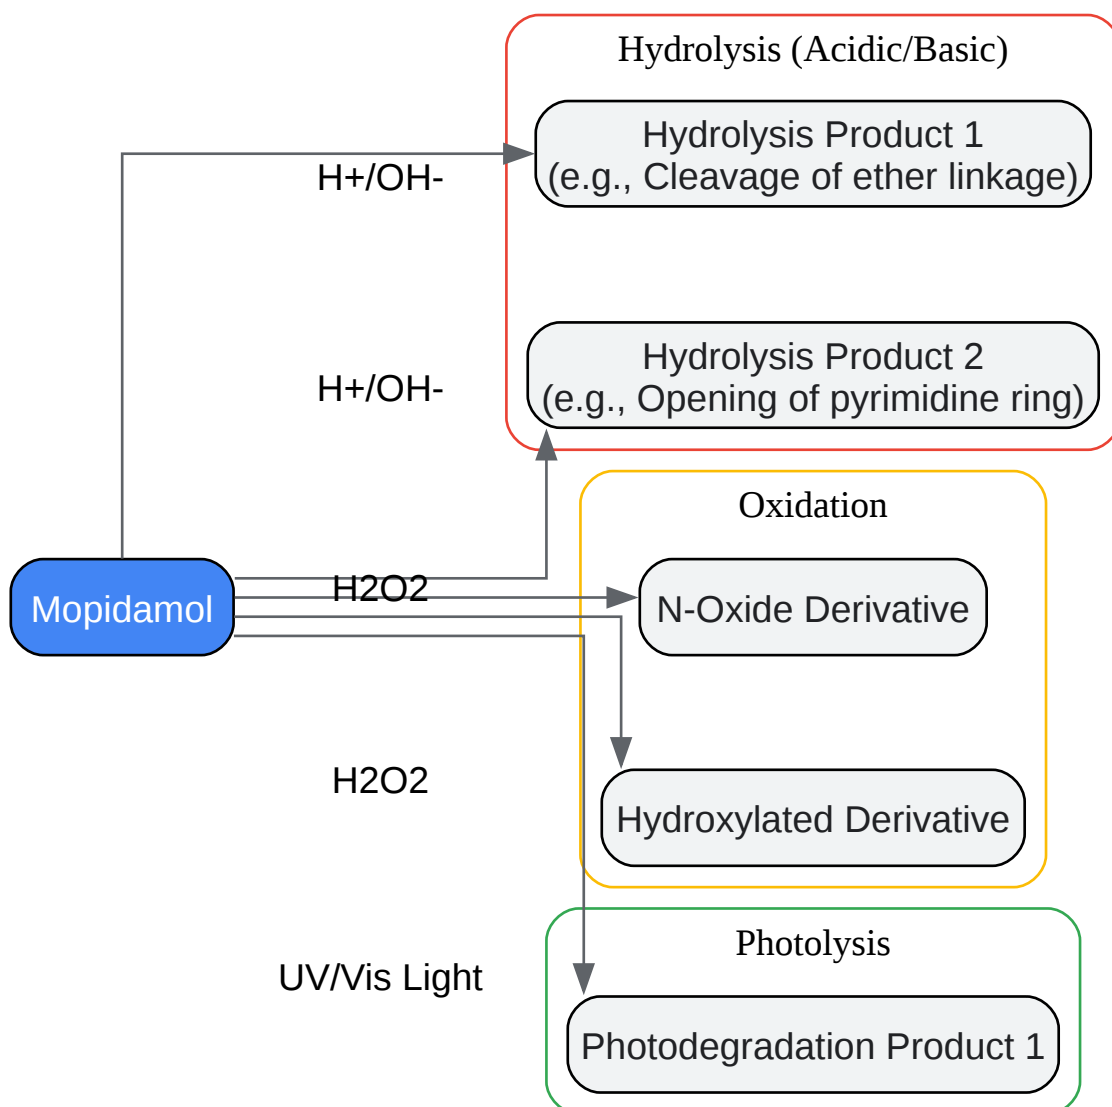 Hydrolysis (Acidic/Basic)
Hydrolysis Product 1
(e.g., Cleavage of ether linkage)
H+/OH-
Hydrolysis Product 2
(e.g., Opening of pyrimidine ring)
H+/OH-
Oxidation
Mopidamol
H2O2
N-Oxide Derivative
H2O2
Hydroxylated Derivative
Photolysis
UV/Vis Light
Photodegradation Product 1